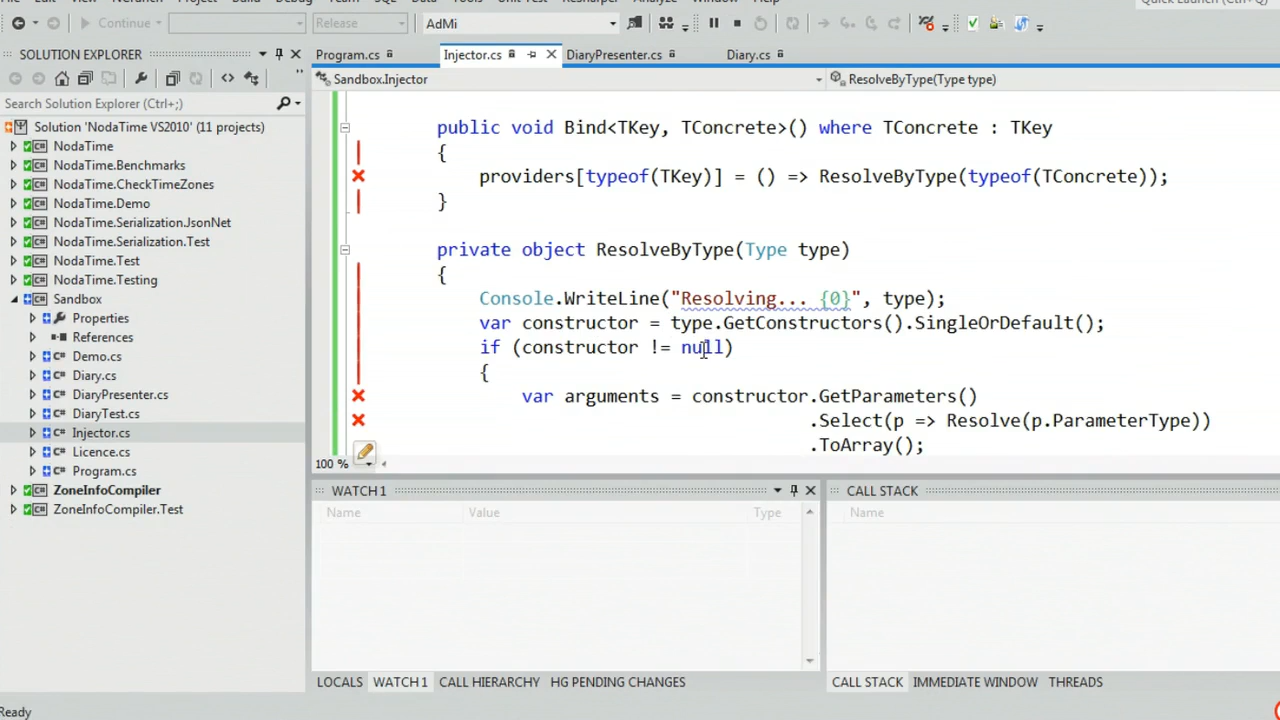 Quick Launch (Ctrl+Q)
Continue
Release
AdMi
SOLUTION EXPLORER
Program.cs
Injector.cs
DiaryPresenter.cs
Diary.cs
Sandbox.Injector
ResolveByType(Type type)
Search Solution Explorer (Ctrl+;)
Solution 'NodaTime VS2010' (11 projects)
NodaTime
NodaTime.Benchmarks
NodaTime.CheckTimeZones
NodaTime.Demo
NodaTime.Serialization.JsonNet
NodaTime.Serialization.Test
NodaTime.Test
NodaTime.Testing
Sandbox
Properties
References
Demo.cs
Diary.cs
DiaryPresenter.cs
DiaryTest.cs
Injector.cs
Licence.cs
Program.cs
ZoneInfoCompiler
ZoneInfoCompiler.Test
public void Bind<TKey, TConcrete>() where TConcrete : TKey
{
providers[typeof(TKey)] = () => ResolveByType(typeof(TConcrete));
}
private object ResolveByType(Type type)
{
Console.WriteLine("Resolving... {0}", type);
var constructor = type.GetConstructors().SingleOrDefault();
if (constructor != null)
{
var arguments = constructor.GetParameters()
.Select(p => Resolve(p.ParameterType))
.ToArray();
100 %
WATCH 1
Name Value Type
CALL STACK
Name
LOCALS WATCH 1 CALL HIERARCHY HG PENDING CHANGES
CALL STACK IMMEDIATE WINDOW THREADS
Ready